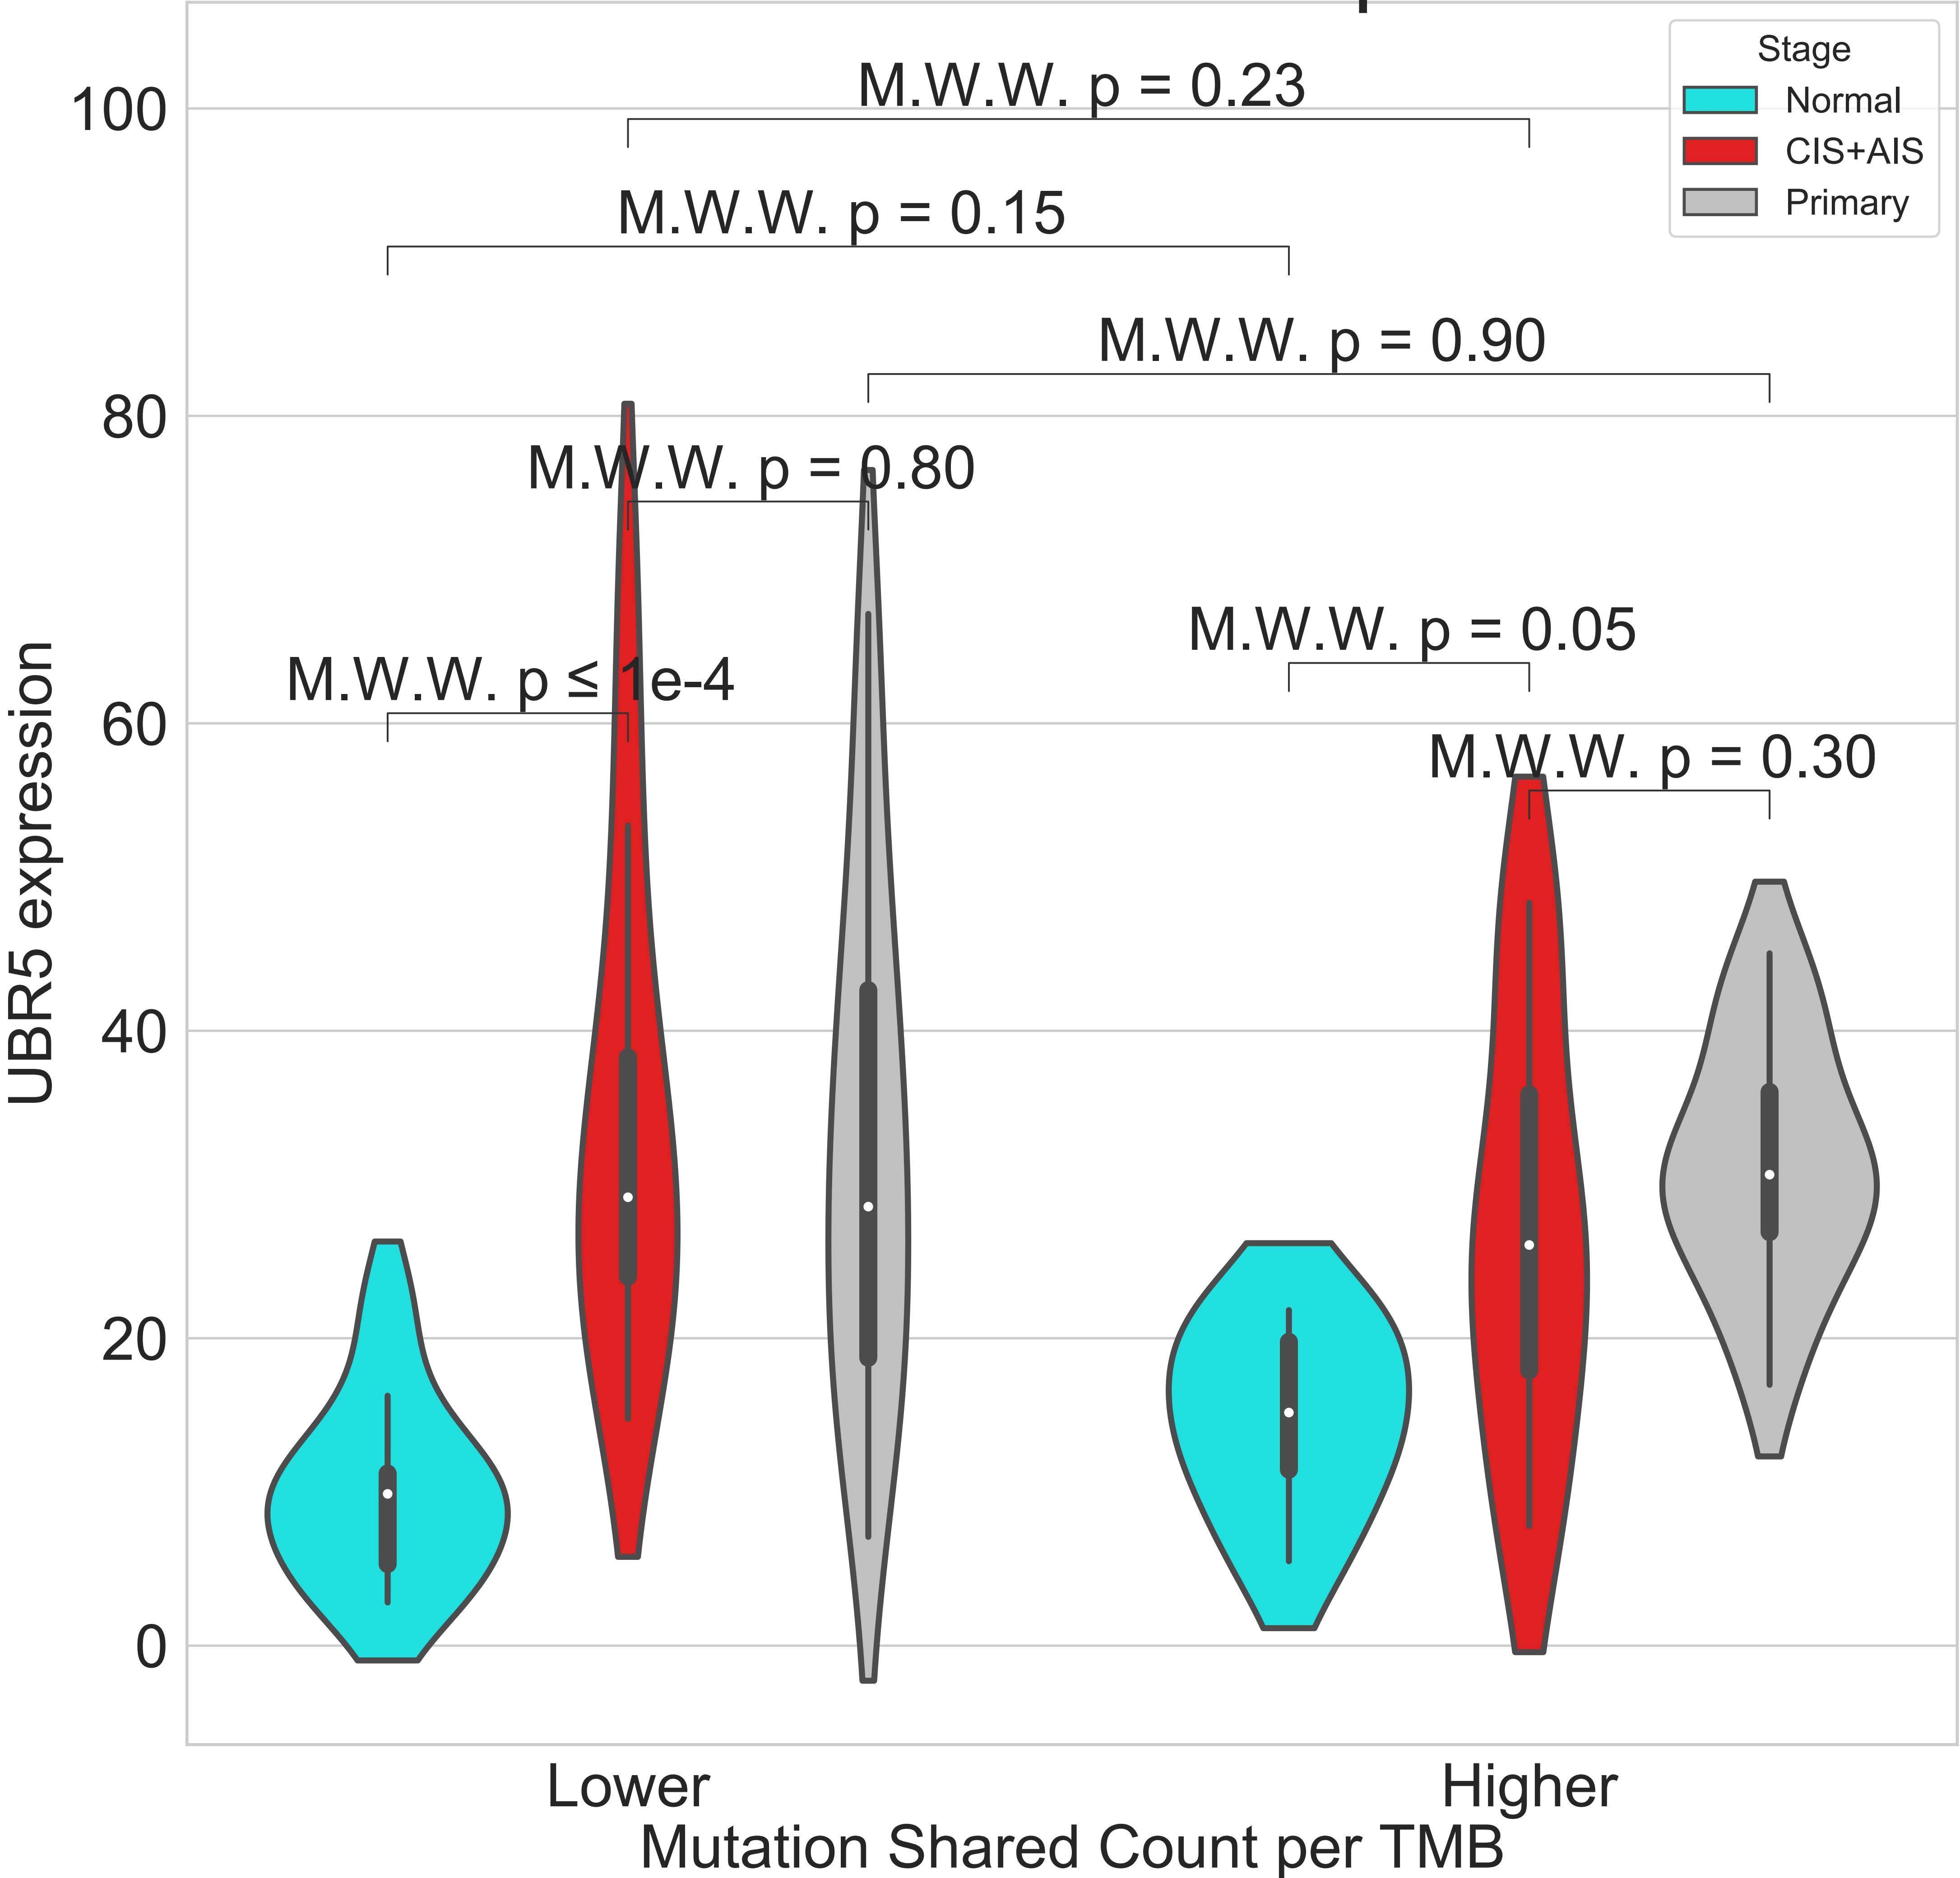 Stage
Normal
CIS+AIS
Primary
M.W.W. p = 0.23
M.W.W. p = 0.15
M.W.W. p = 0.90
M.W.W. p = 0.80
M.W.W. p = 0.05
M.W.W. p ≤ 1e-4
M.W.W. p = 0.30
100
80
60
40
20
0
UBR5 expression
Lower
Higher
Mutation Shared Count per TMB